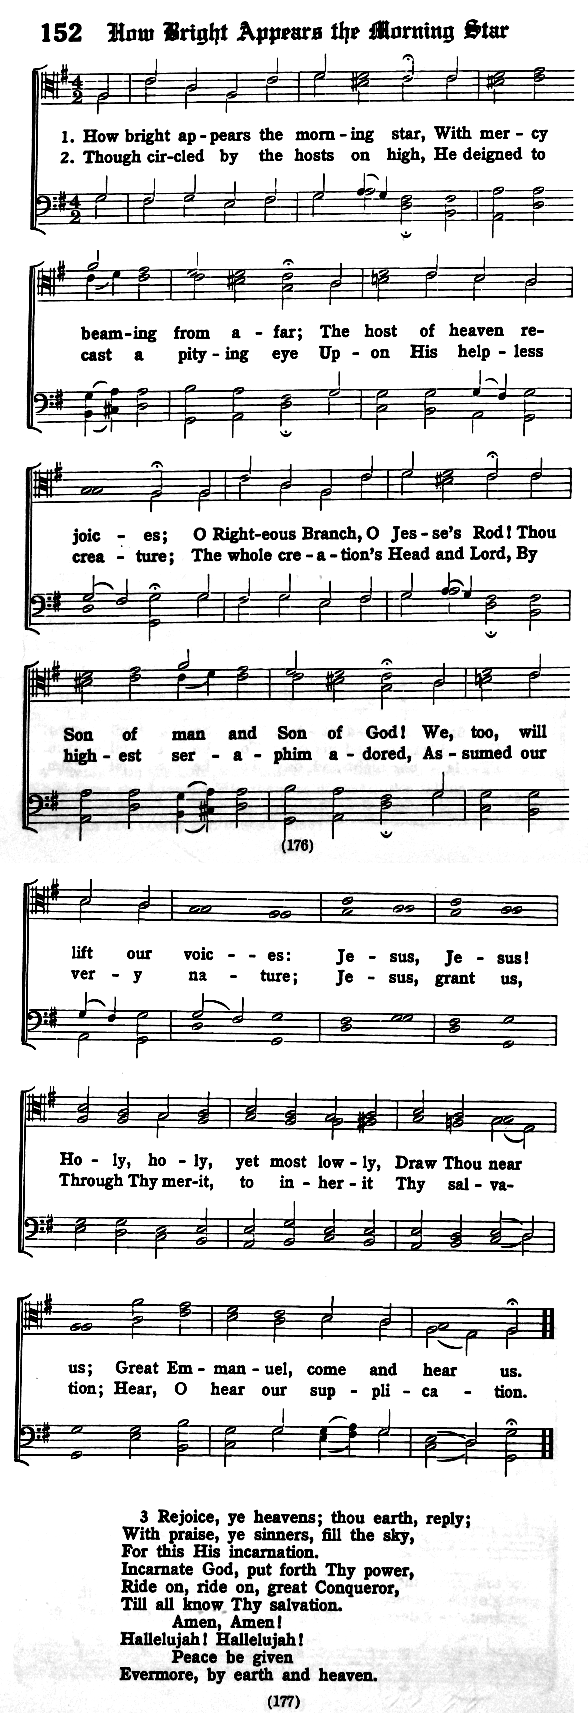 152 How Bright Appears the Morning Star
1. How bright ap-pears the morn-ing star, With mer-cy
2. Though cir-cled by the hosts on high, He deigned to
beam-ing from a-far; The host of heaven re-
cast a pity-ing eye Up-on His help-less
joic-es; O Right-eous Branch, O Jes-se's Rod! Thou
crea-ture; The whole cre-a-tion's Head and Lord, By
Son of man and Son of God! We, too, will
high-est ser-a-phim a-dored, As-sumed our
(176)
lift our voic--es: Je-sus, Je-sus!
ver-y na-ture; Je-sus, grant us,
Ho-ly, ho-ly, yet most low-ly, Draw Thou near
Through Thy mer-it, to in-her-it Thy sal-va-
us; Great Em-man-uel, come and hear us.
tion; Hear, O hear our sup-pli-ca-tion.
3 Rejoice, ye heavens; thou earth, reply;
With praise, ye sinners, fill the sky,
For this His incarnation.
Incarnate God, put forth Thy power,
Ride on, ride on, great Conqueror,
Till all know Thy salvation.
Amen, Amen!
Hallelujah! Hallelujah!
Peace be given
Evermore, by earth and heaven.
(177)